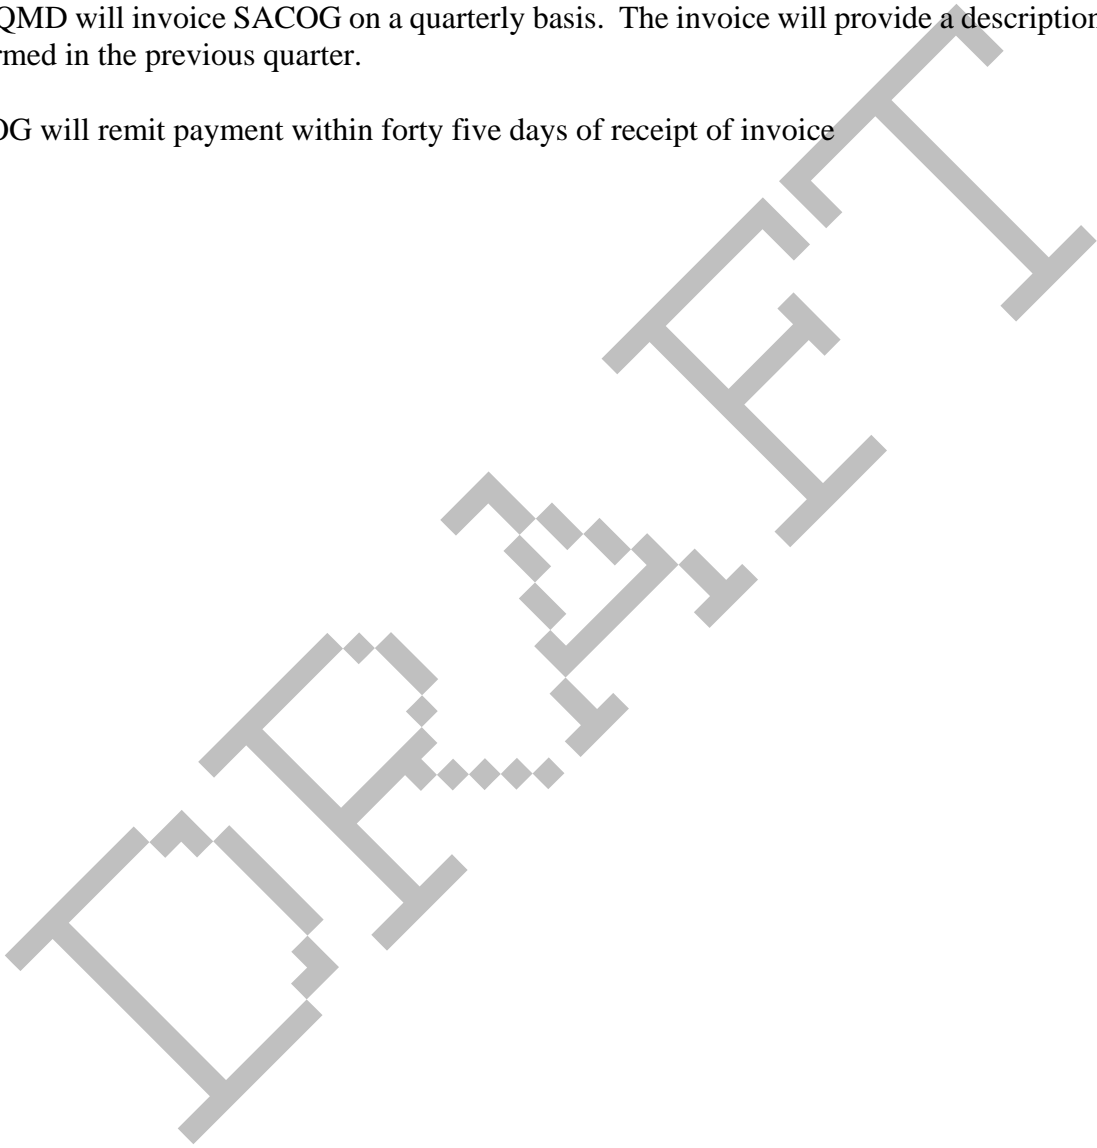 QMD will invoice SACOG on a quarterly basis.  The invoice will provide a description
rmed in the previous quarter.
OG will remit payment within forty five days of receipt of invoice
DRAFT